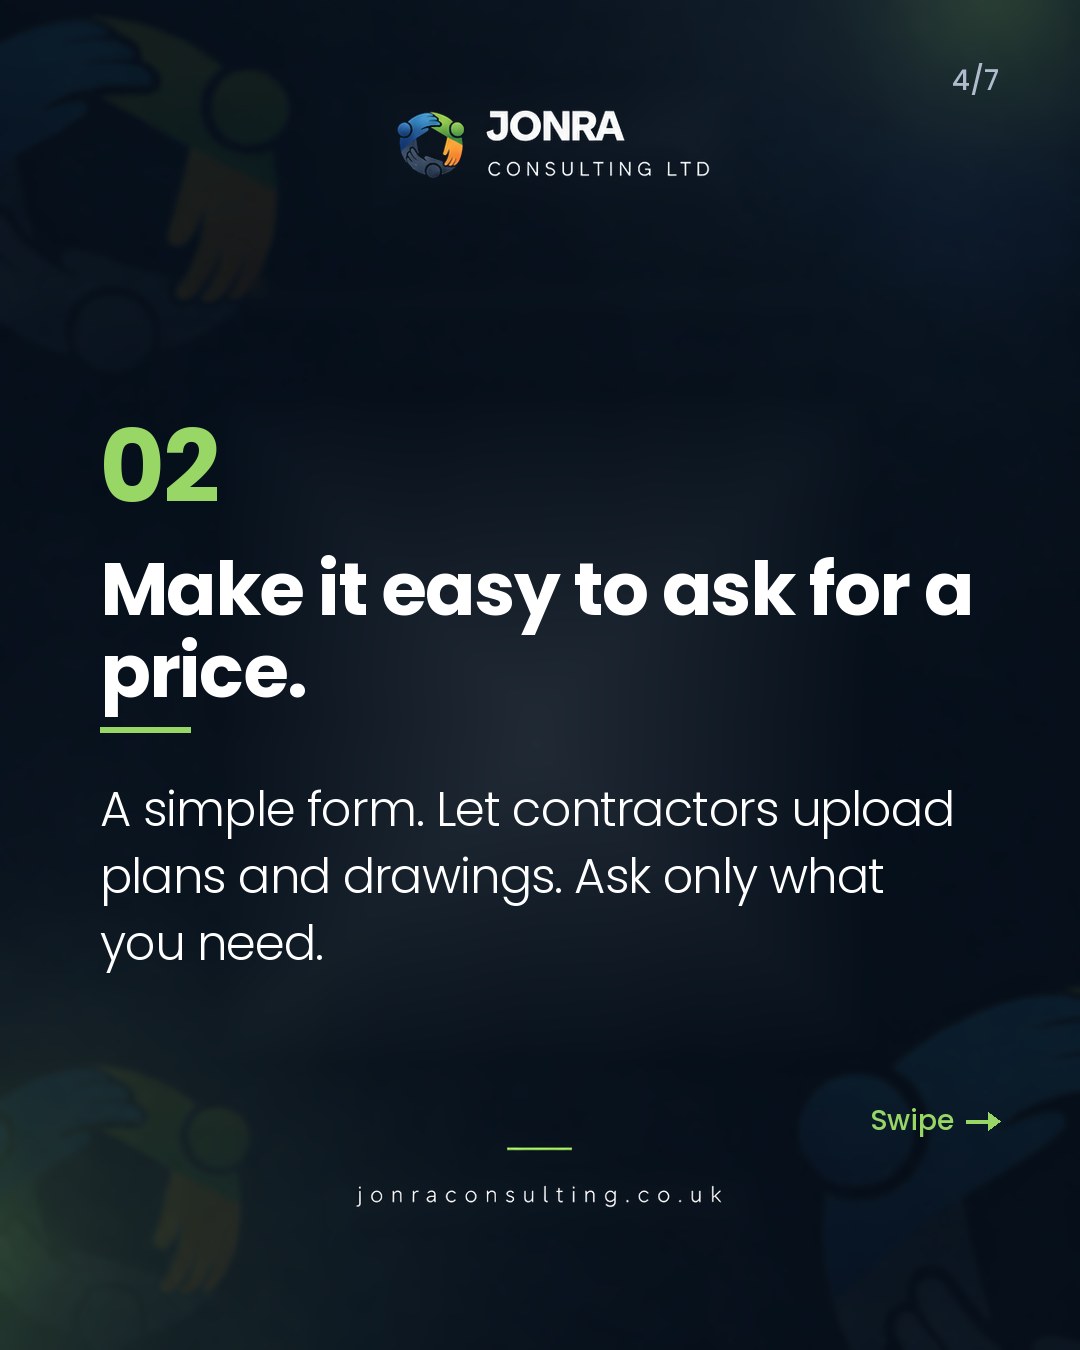 4/7
JONRA
CONSULTING LTD
02
Make it easy to ask for a
price.
A simple form. Let contractors upload
plans and drawings. Ask only what
you need.
Swipe →
jonraconsulting.co.uk